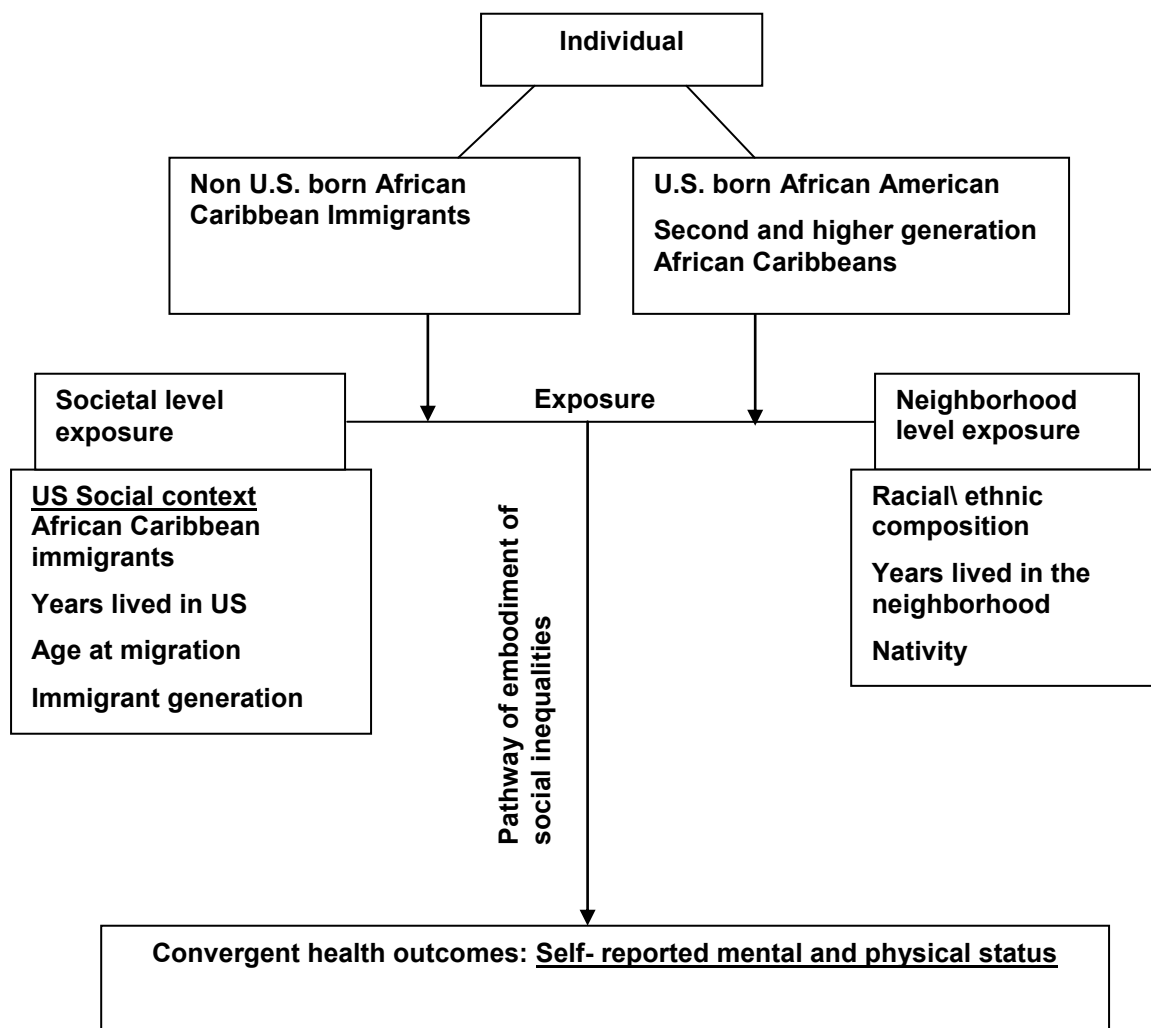 Individual
Non U.S. born African
Caribbean Immigrants
U.S. born African American
Second and higher generation
African Caribbeans
Societal level
exposure
Exposure
Neighborhood
level exposure
US Social context
African Caribbean
immigrants
Years lived in US
Age at migration
Immigrant generation
Racial\ ethnic
composition
Years lived in the
neighborhood
Nativity
Pathway of embodiment of
social inequalities
Convergent health outcomes: Self- reported mental and physical status